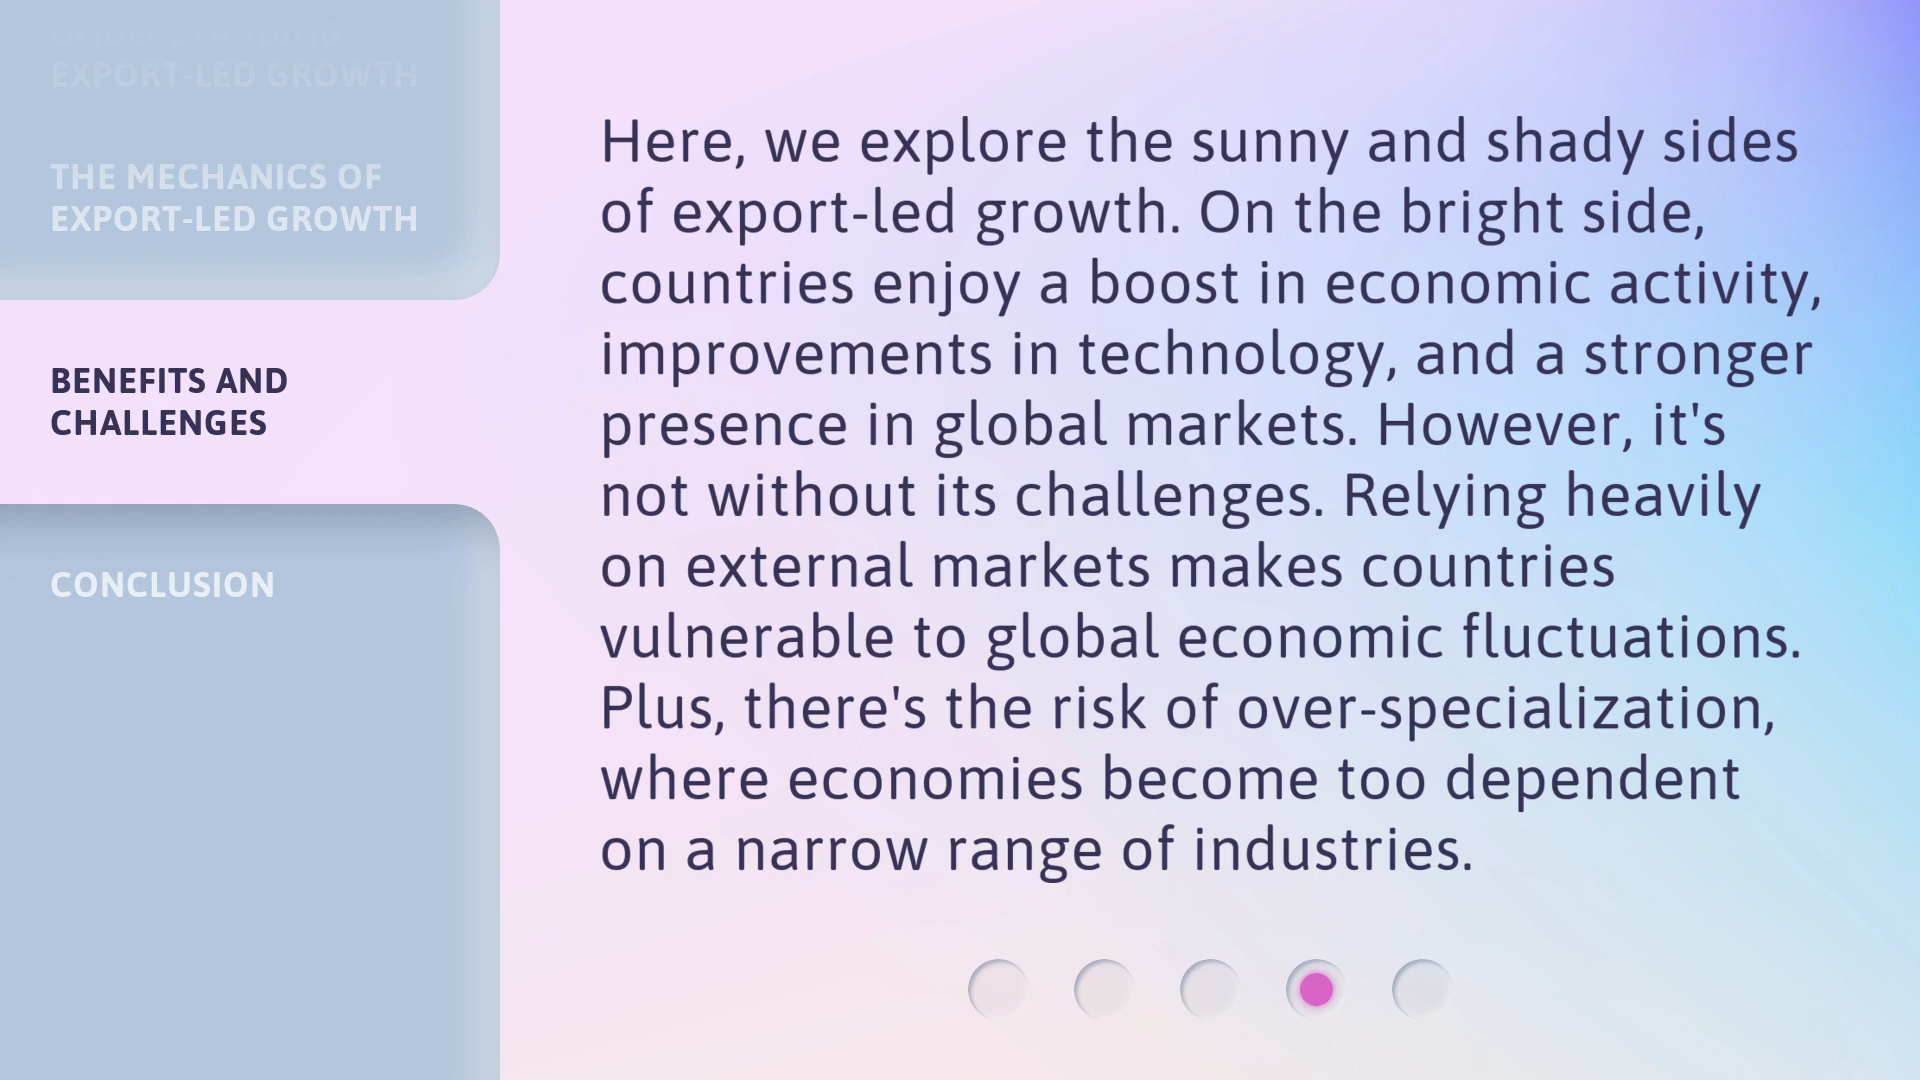 UNDERSTANDING
EXPORT-LED GROWTH
THE MECHANICS OF
EXPORT-LED GROWTH
BENEFITS AND
CHALLENGES
CONCLUSION
Here, we explore the sunny and shady sides
of export-led growth. On the bright side,
countries enjoy a boost in economic activity,
improvements in technology, and a stronger
presence in global markets. However, it's
not without its challenges. Relying heavily
on external markets makes countries
vulnerable to global economic fluctuations.
Plus, there's the risk of over-specialization,
where economies become too dependent
on a narrow range of industries.